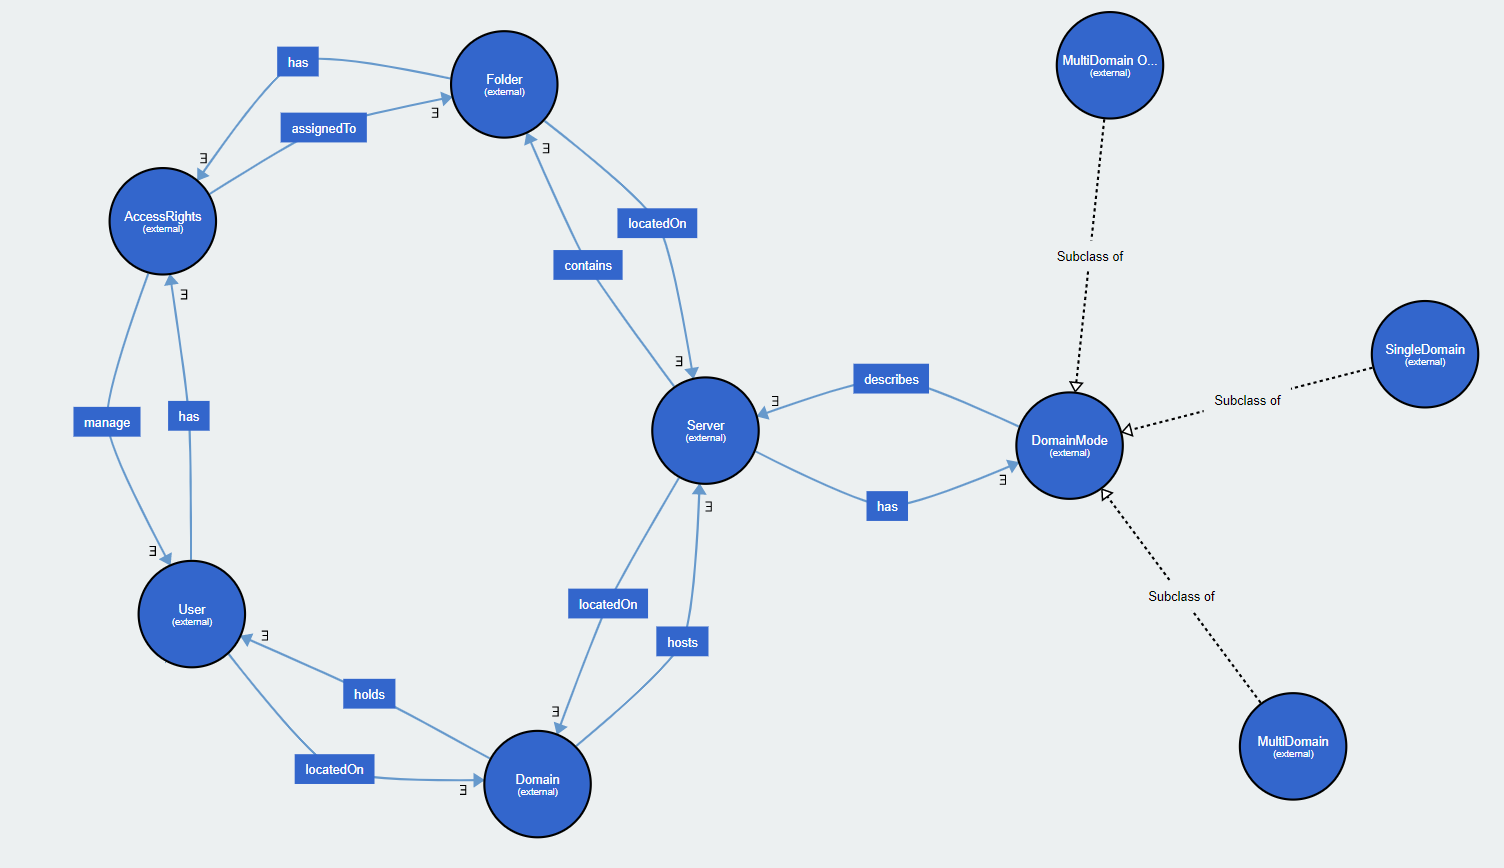 MultiDomain O...
(external)
has
Folder
(external)
∃
assignedTo
∃
∃
AccessRights
(external)
locatedOn
Subclass of
contains
∃
SingleDomain
(external)
∃
describes
∃
Subclass of
manage
has
Server
(external)
DomainMode
(external)
∃
has
∃
∃
Subclass of
locatedOn
User
(external)
∃
hosts
holds
∃
MultiDomain
(external)
locatedOn
Domain
(external)
∃